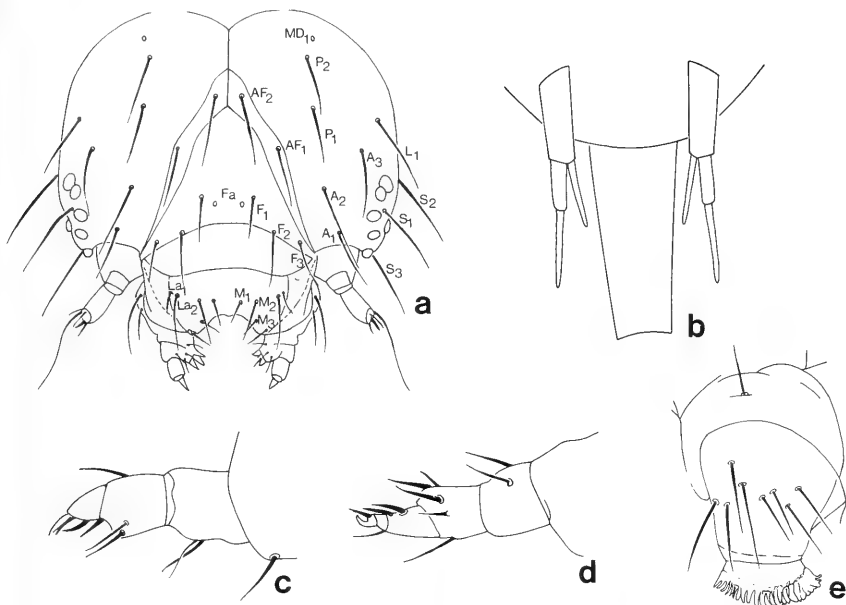 MD₁
P₂
AF₂
P₁
L₁
AF₁
A₃
A₂
S₂
Fa
F₁
S₁
F₂
A₁
F₃
S₃
La₁
La₂
M₁
M₂
M₃
a
b
c
d
e